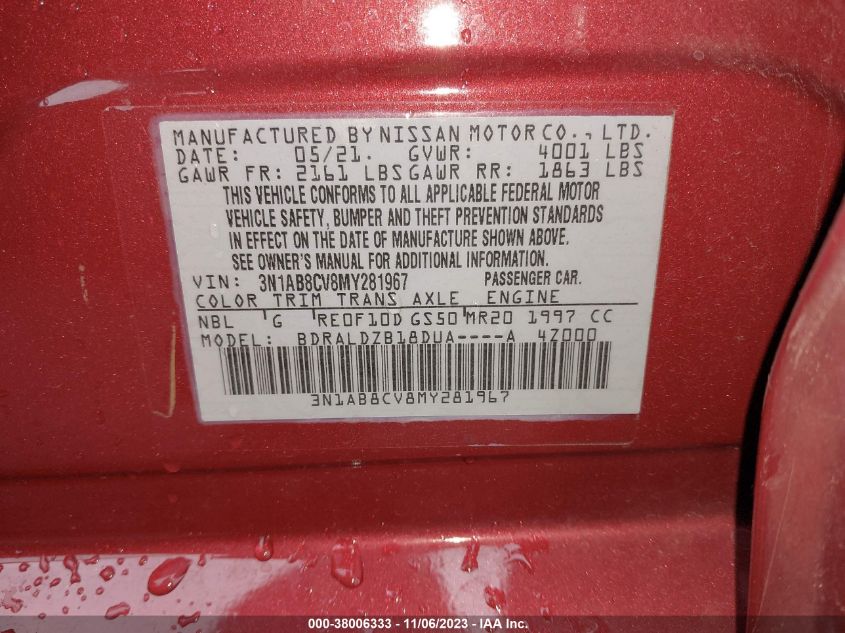 MANUFACTURED BY NISSAN MOTOR CO., LTD.
DATE: 05/21. GVWR: 4001 LBS
GAWR FR: 2161 LBS GAWR RR: 1863 LBS
THIS VEHICLE CONFORMS TO ALL APPLICABLE FEDERAL MOTOR
VEHICLE SAFETY, BUMPER AND THEFT PREVENTION STANDARDS
IN EFFECT ON THE DATE OF MANUFACTURE SHOWN ABOVE.
SEE OWNER'S MANUAL FOR ADDITIONAL INFORMATION.
VIN: 3N1AB8CV8MY281967 PASSENGER CAR.
COLOR TRIM TRANS AXLE ENGINE
NBL G RE0F10D GS50 MR20 1997 CC
MODEL: BDRALDZB18DUA----A 4Z000
3N1AB8CV8MY281967
000-38006333 - 11/06/2023 - IAA Inc.